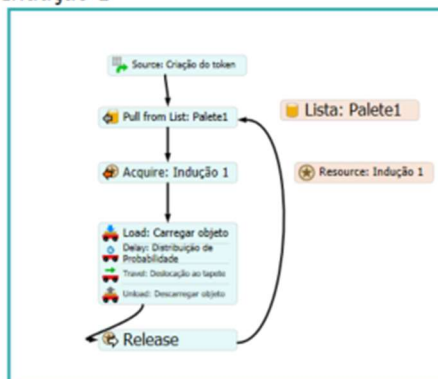 Source: Criação do token
Pull from List: Palete1
Lista: Palete1
Acquire: Indução 1
Resource: Indução 1
Load: Carregar objeto
Delay: Distribuição de
Probabilidade
Travel: Deslocação ao tapete
Unload: Descarregar objeto
Release